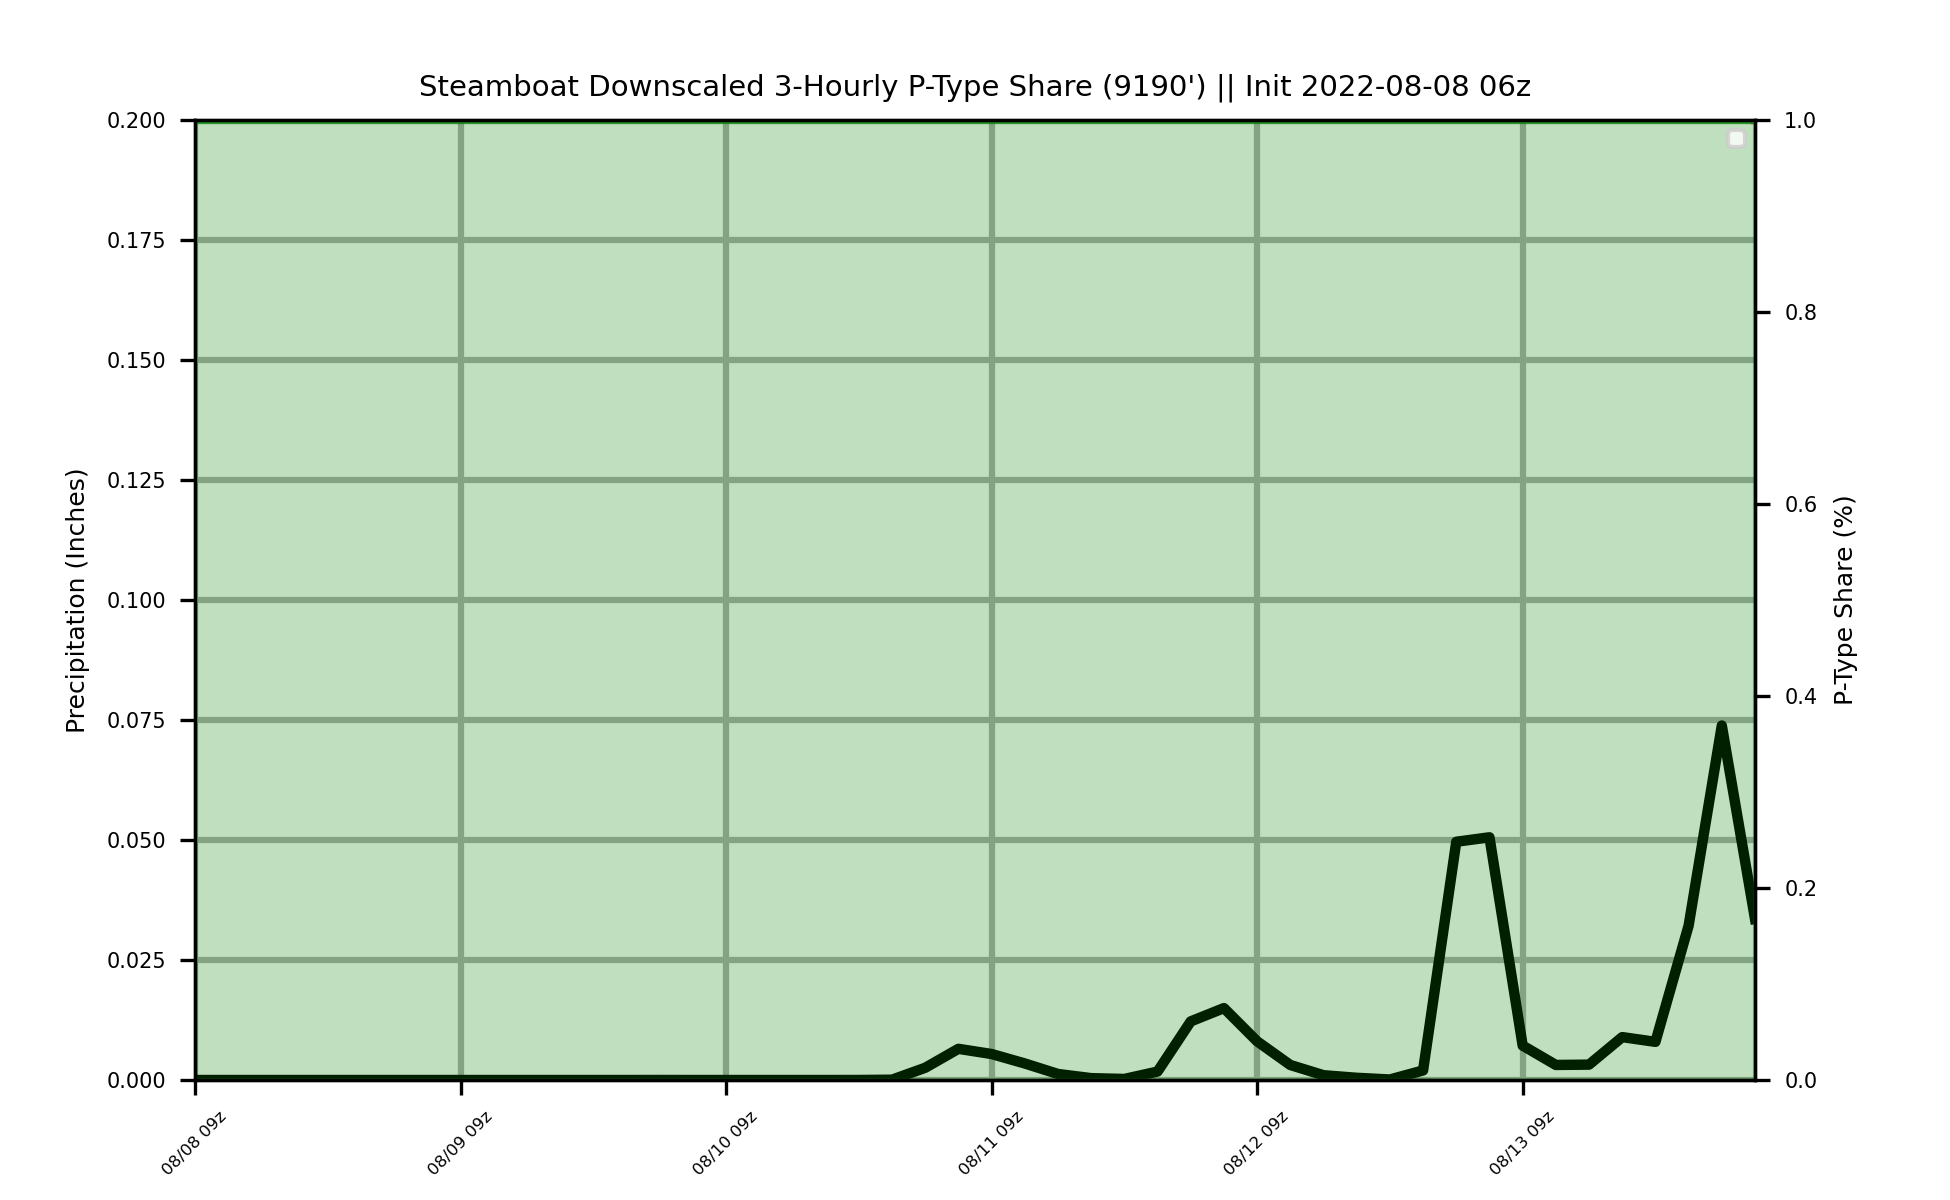 Steamboat Downscaled 3-Hourly P-Type Share (9190') || Init 2022-08-08 06z
0.200
0.175
0.150
0.125
0.100
0.075
0.050
0.025
0.000
Precipitation (Inches)
1.0
0.8
0.6
0.4
0.2
0.0
P-Type Share (%)
08/08 09z
08/09 09z
08/10 09z
08/11 09z
08/12 09z
08/13 09z